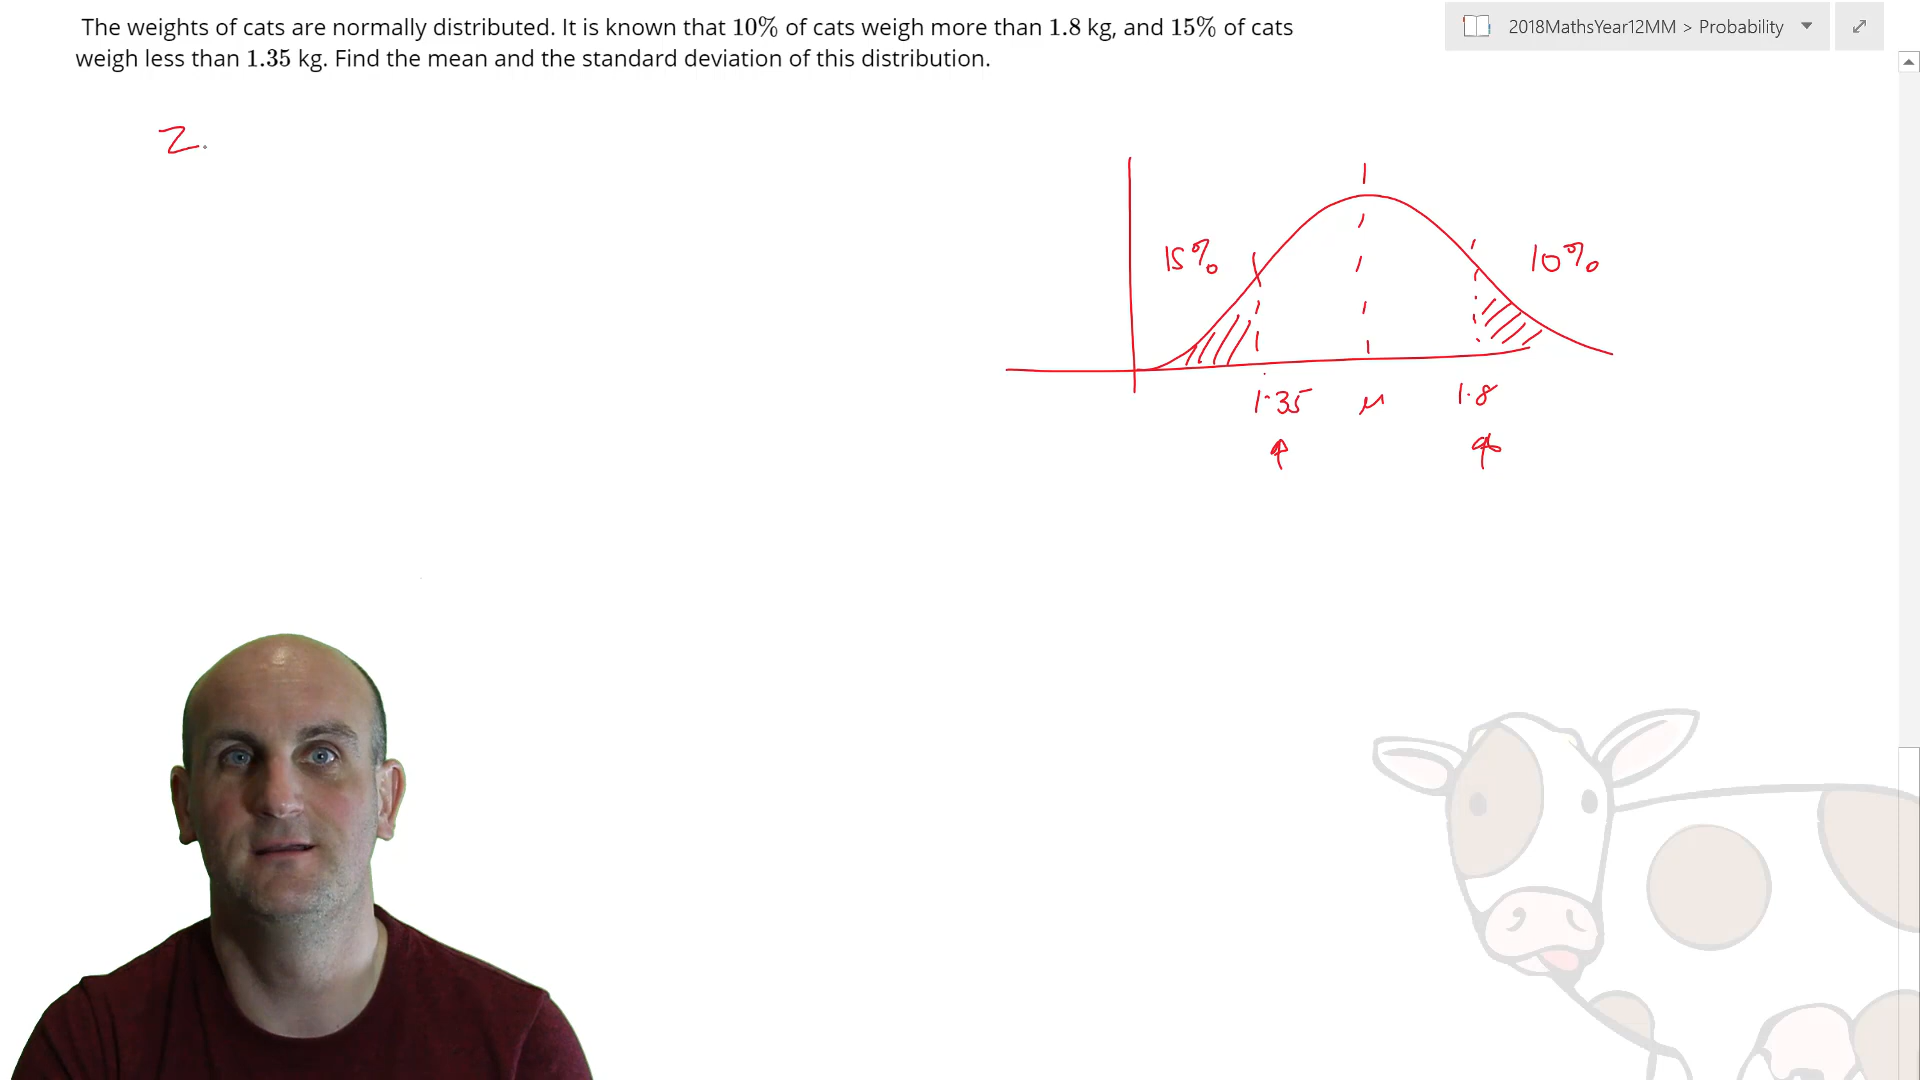 The weights of cats are normally distributed. It is known that 10% of cats weigh more than 1.8 kg, and 15% of cats
weigh less than 1.35 kg. Find the mean and the standard deviation of this distribution.
2018MathsYear12MM > Probability
Z
15%
10%
1.35 μ 1.8